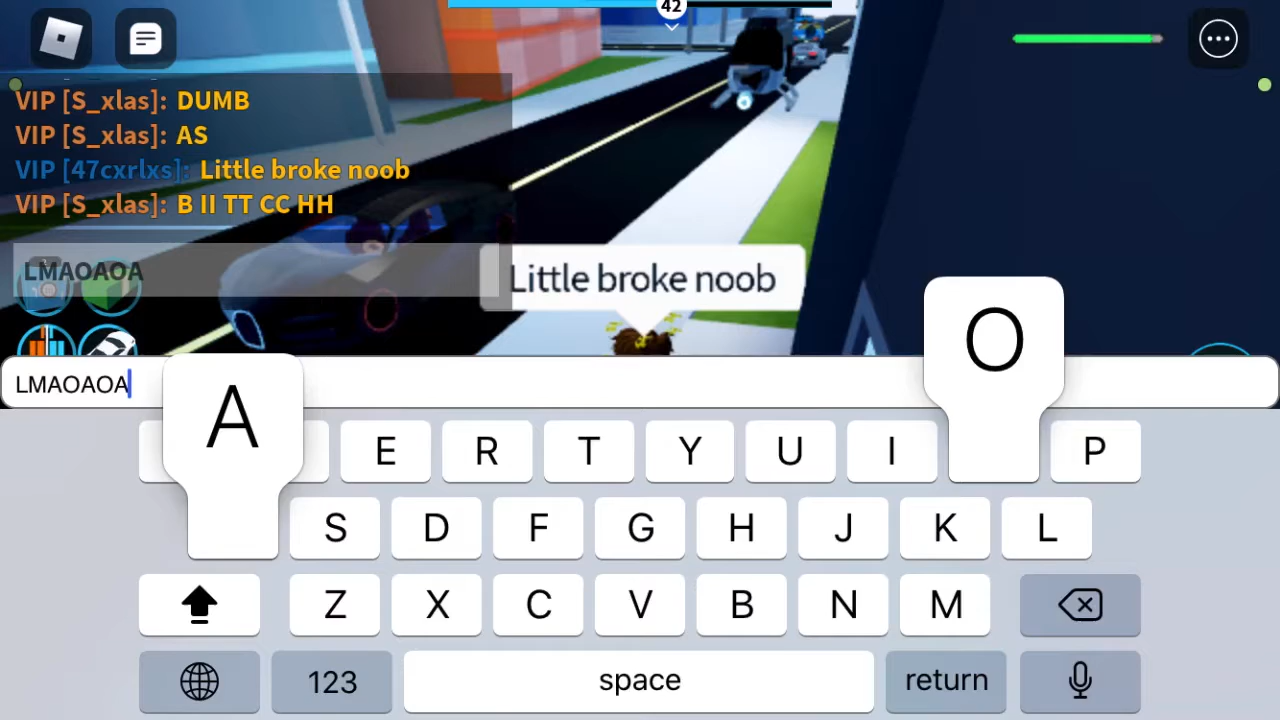 42
VIP [S_xlas]: DUMB
VIP [S_xlas]: AS
VIP [47cxrlxs]: Little broke noob
VIP [S_xlas]: B II TT CC HH
LMAOAOA
Little broke noob
LMAOAOA
A
O
E R T Y U I P
S D F G H J K L
Z X C V B N M
123 space return